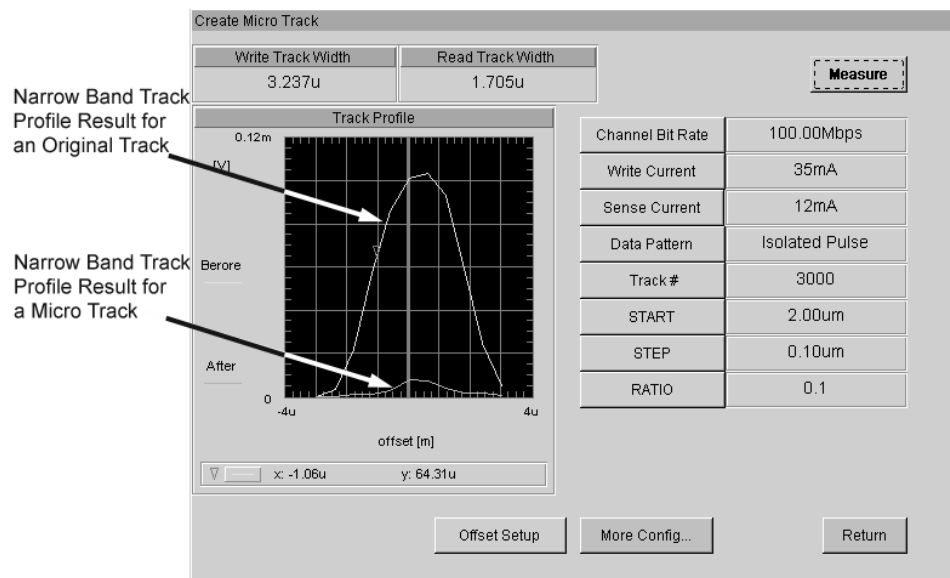 Create Micro Track
Write Track Width
Read Track Width
3.237u
1.705u
Measure
Narrow Band Track
Profile Result for
an Original Track
Track Profile
0.12m
[V]
Berore
Narrow Band Track
Profile Result for
a Micro Track
After
0
-4u
4u
offset [m]
x: -1.06u
y: 64.31u
Channel Bit Rate
100.00Mbps
Write Current
35mA
Sense Current
12mA
Data Pattern
Isolated Pulse
Track #
3000
START
2.00um
STEP
0.10um
RATIO
0.1
Offset Setup
More Config...
Return